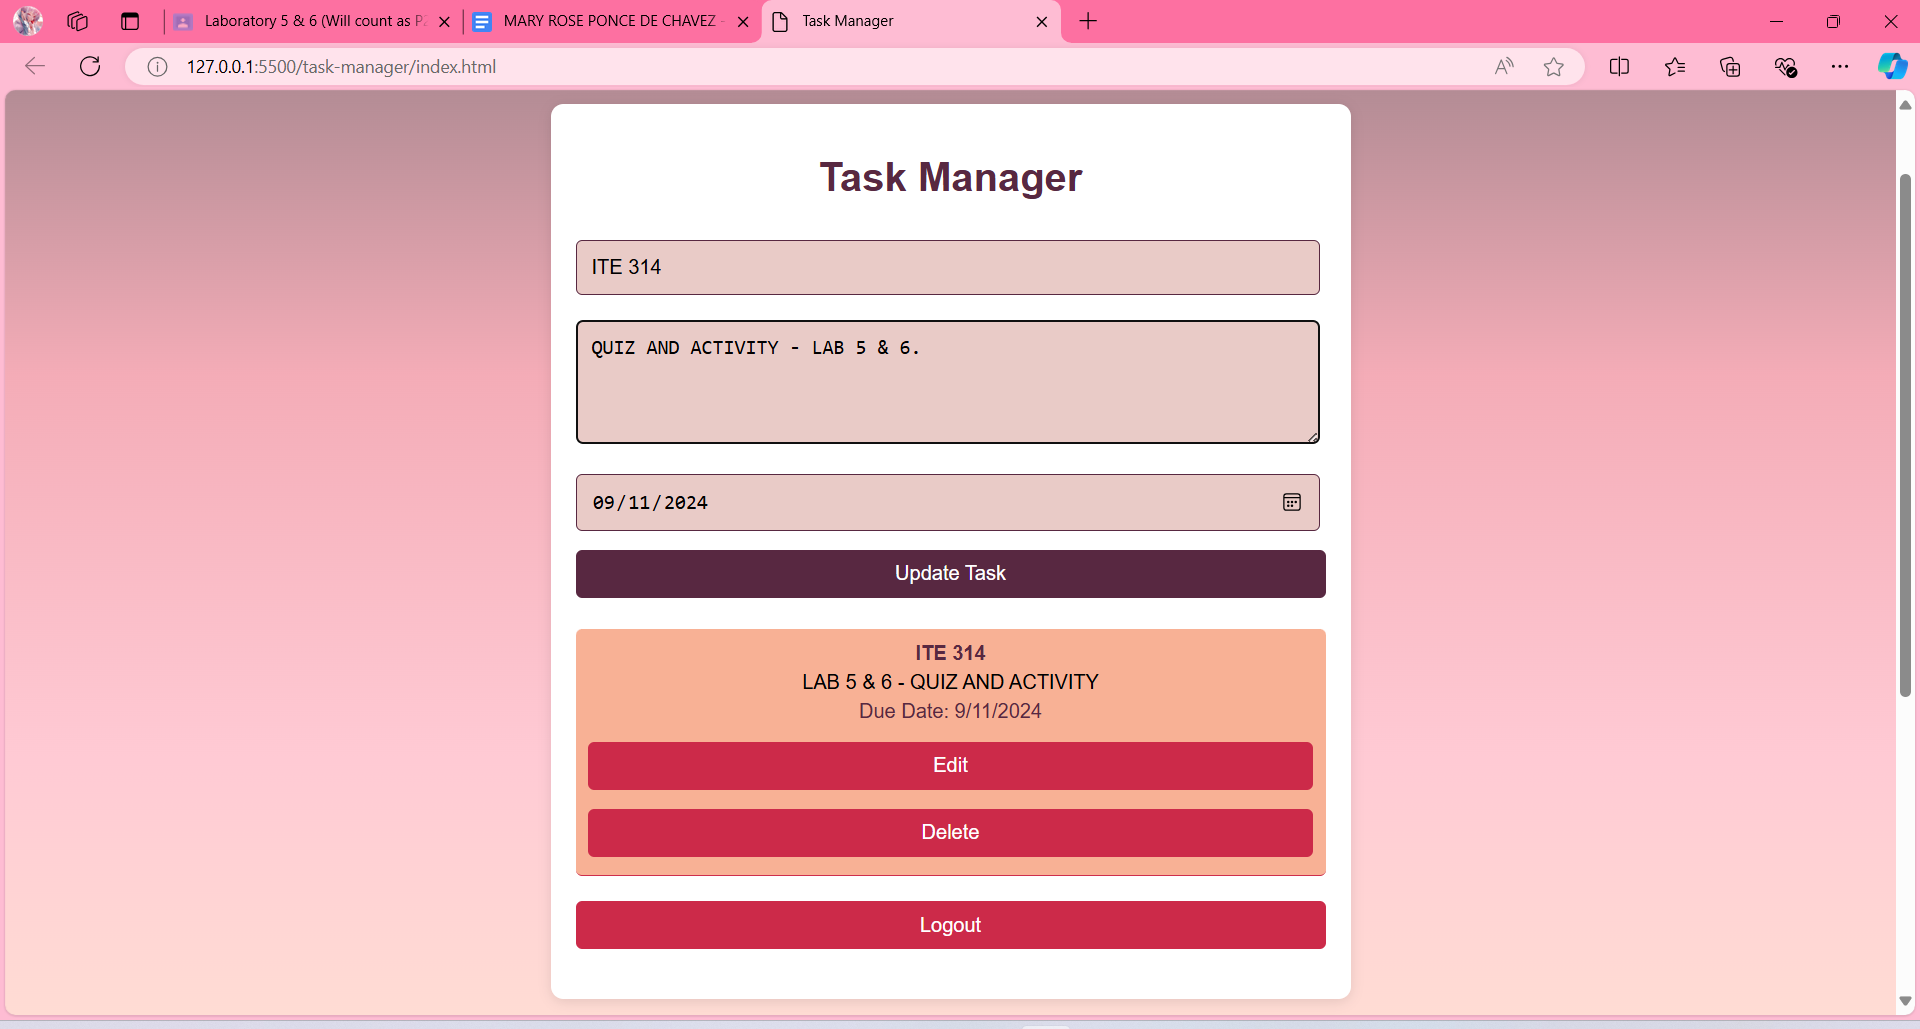 Laboratory 5 & 6 (Will count as
MARY ROSE PONCE DE CHAVEZ -
Task Manager
127.0.0.1:5500/task-manager/index.html
Task Manager
ITE 314
QUIZ AND ACTIVITY - LAB 5 & 6.
09/11/2024
Update Task
ITE 314
LAB 5 & 6 - QUIZ AND ACTIVITY
Due Date: 9/11/2024
Edit
Delete
Logout